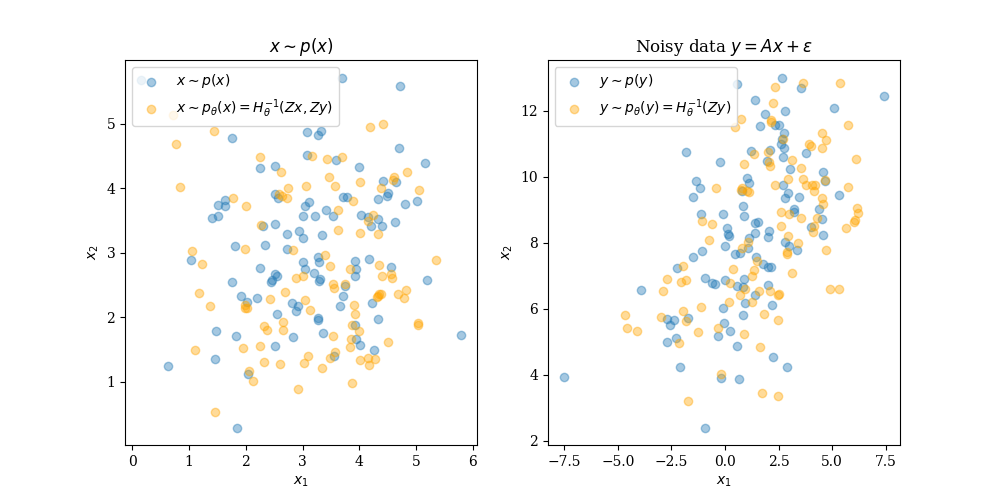 x ~ p(x)
x ~ p(x)
x ~ p_θ(x) = H_θ^{-1}(Zx, Zy)
x_2
5
4
3
2
1
0 1 2 3 4 5 6
x_1
Noisy data y = Ax + ε
y ~ p(y)
y ~ p_θ(y) = H_θ^{-1}(Zy)
x_2
12
10
8
6
4
2
−7.5 −5.0 −2.5 0.0 2.5 5.0 7.5
x_1